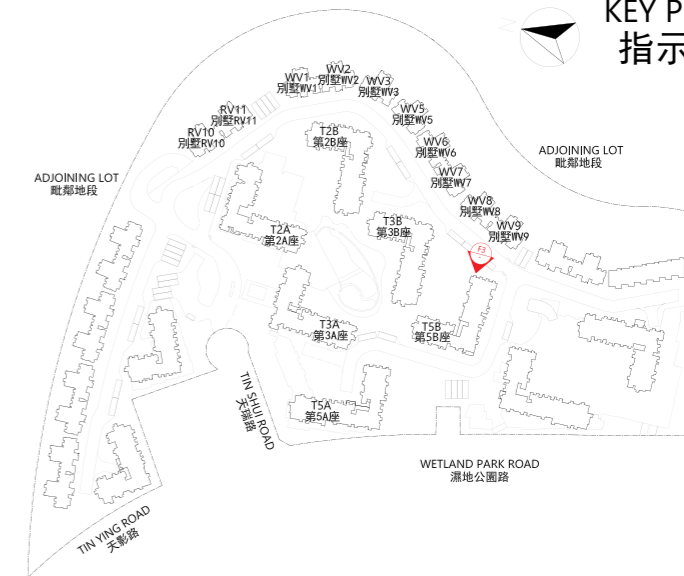 KEY P
指示
WV2
別墅WV2
WV1
別墅WV1
WV3
別墅WV3
RV11
別墅RV11
WV5
別墅WV5
RV10
別墅RV10
T2B
第2B座
WV6
別墅WV6
ADJOINING LOT
毗鄰地段
WV7
別墅WV7
ADJOINING LOT
毗鄰地段
WV8
別墅WV8
T3B
第3B座
T2A
第2A座
WV9
別墅WV9
F3
T3A
第3A座
T5B
第5B座
TIN SHUI ROAD
天瑞路
T5A
第5A座
WETLAND PARK ROAD
濕地公園路
TIN YING ROAD
天影路